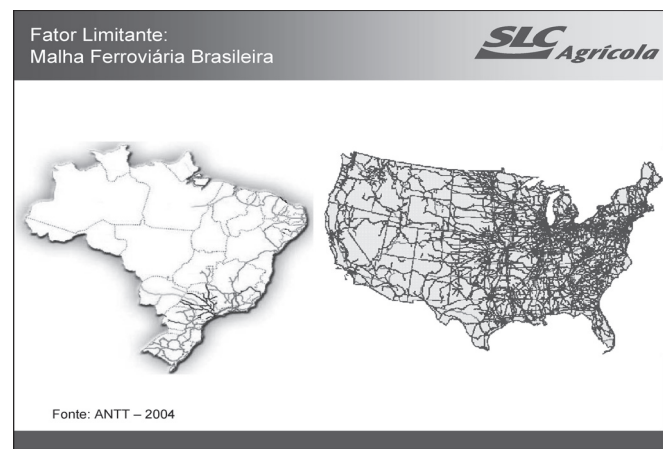 Fator Limitante:
Malha Ferroviária Brasileira
SLC
Agrícola
Fonte: ANTT – 2004